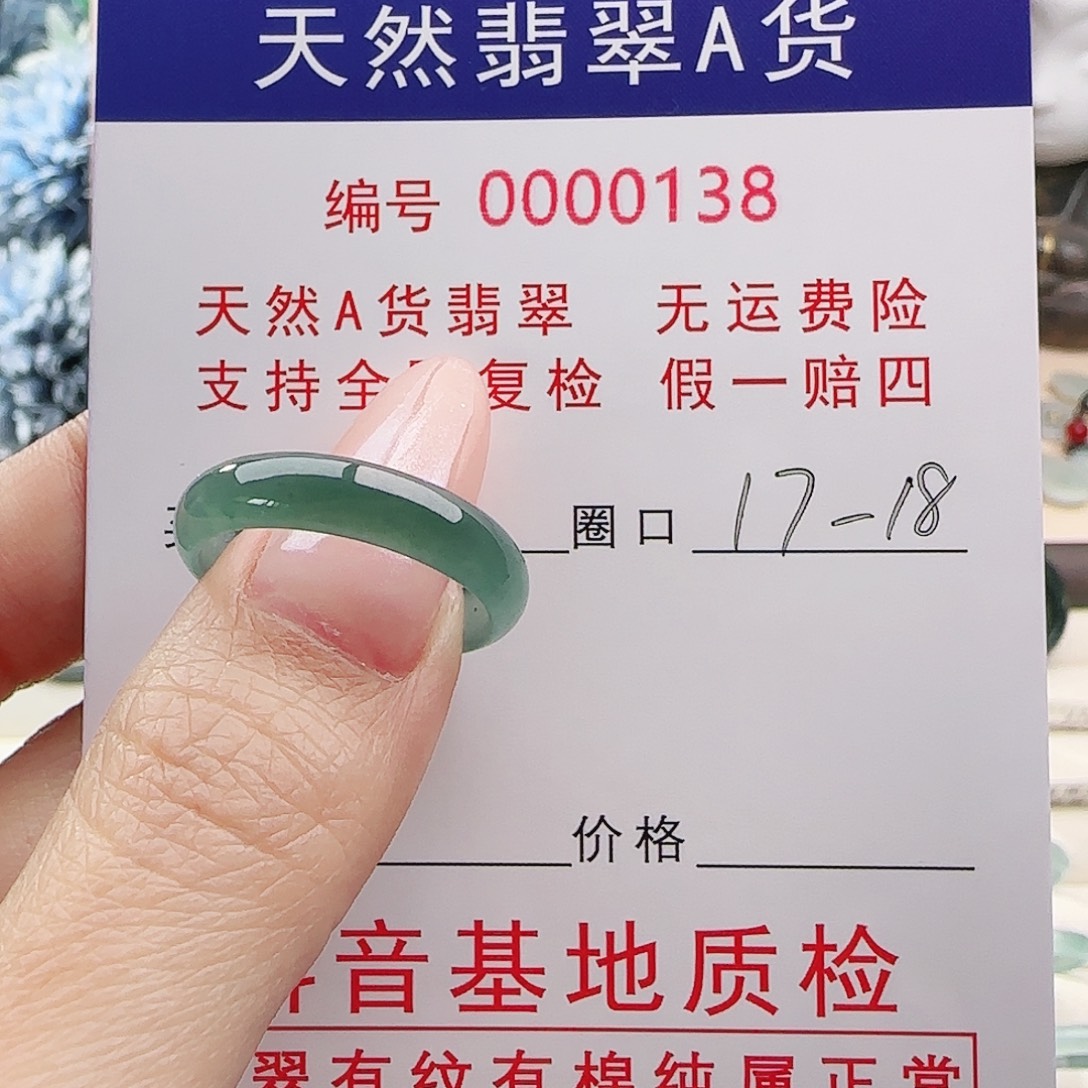 天然翡翠A货
编号 0000138
天然A货翡翠 无运费险
支持全 复检 假一赔四
圈口 17-18
价格
音基地质检
翠有纹有棉纯属正常